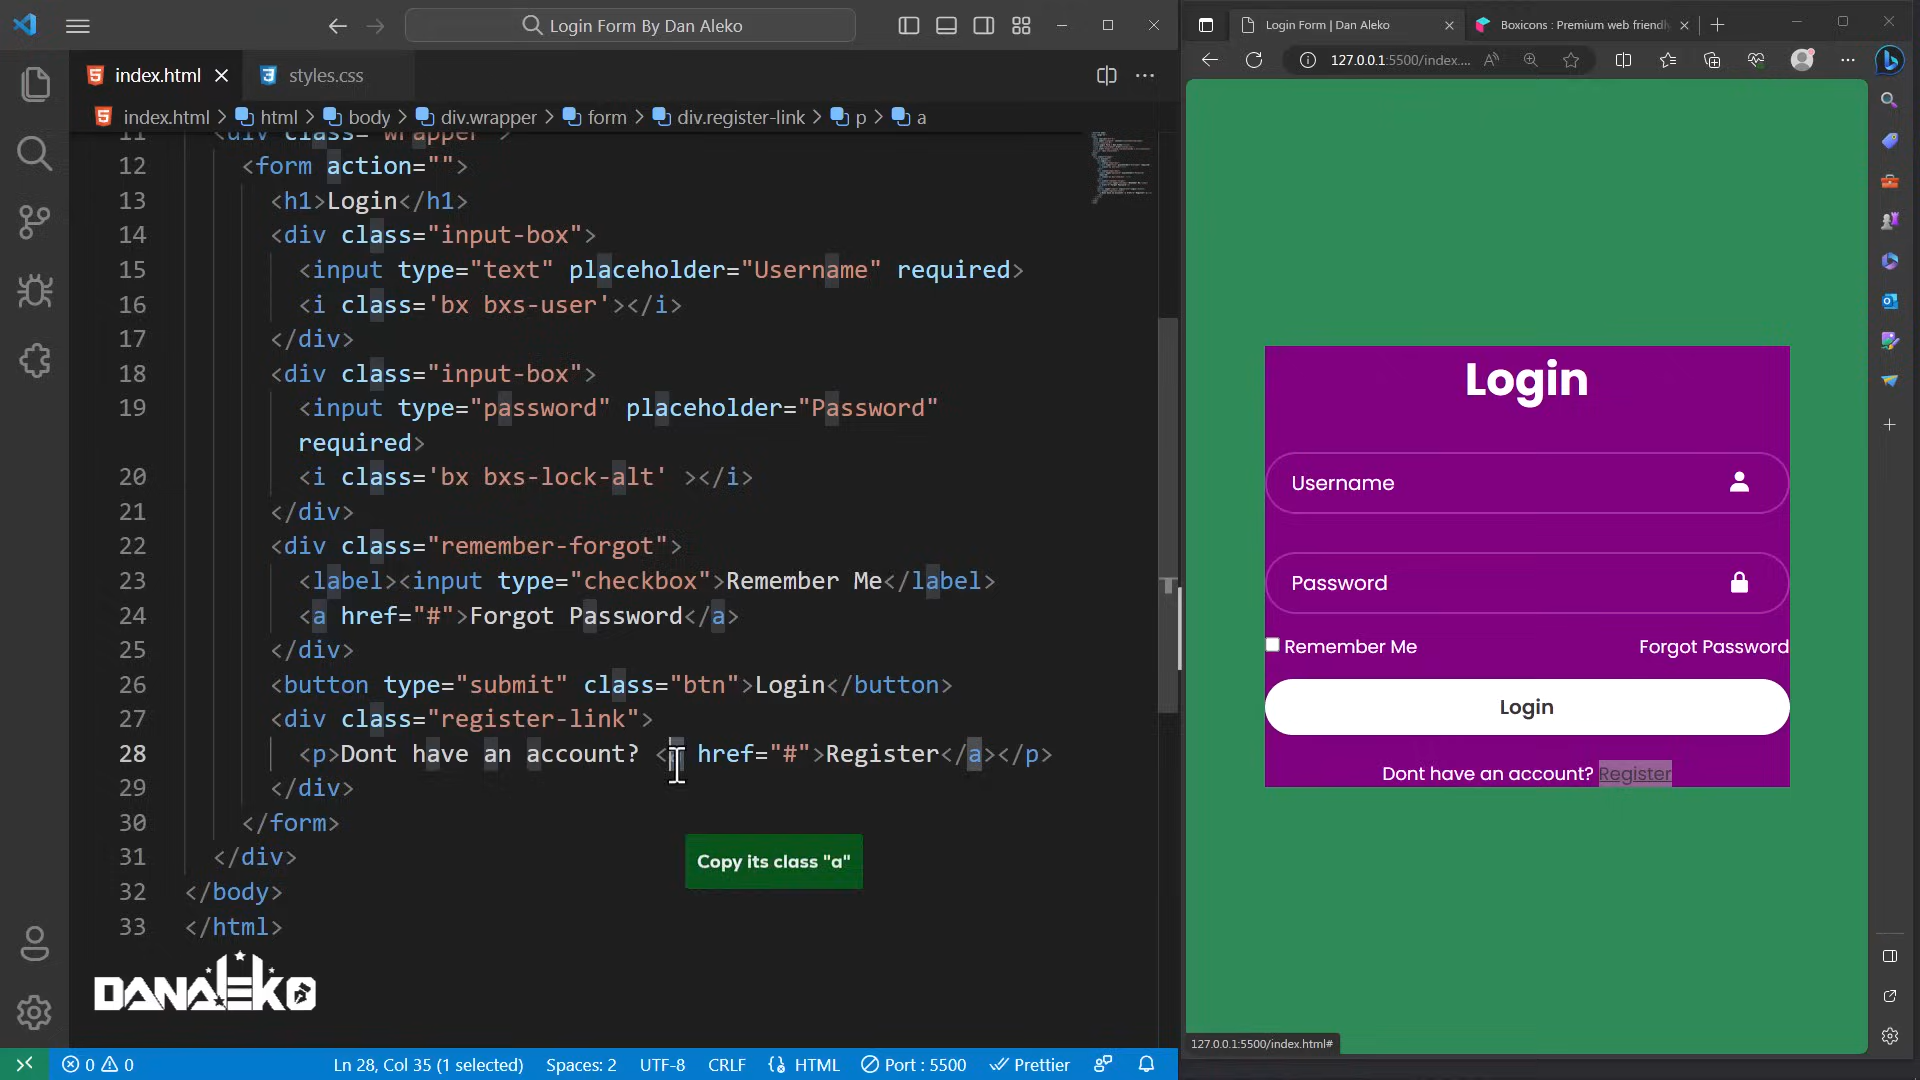 Login Form By Dan Aleko
index.html
styles.css
index.html > html > body > div.wrapper > form > div.register-link > p > a
11 <div class="wrapper">
12 <form action="">
13 <h1>Login</h1>
14 <div class="input-box">
15 <input type="text" placeholder="Username" required>
16 <i class='bx bxs-user'></i>
17 </div>
18 <div class="input-box">
19 <input type="password" placeholder="Password"
required>
20 <i class='bx bxs-lock-alt' ></i>
21 </div>
22 <div class="remember-forgot">
23 <label><input type="checkbox">Remember Me</label>
24 <a href="#">Forgot Password</a>
25 </div>
26 <button type="submit" class="btn">Login</button>
27 <div class="register-link">
28 <p>Dont have an account? <a href="#">Register</a></p>
29 </div>
30 </form>
31 </div>
32 </body>
33 </html>
Copy its class "a"
DANALEKO
0 0 Ln 28, Col 35 (1 selected) Spaces: 2 UTF-8 CRLF HTML Port : 5500 Prettier
Login Form | Dan Aleko
Boxicons : Premium web friendly
127.0.0.1:5500/index....
Login
Username
Password
Remember Me
Forgot Password
Login
Dont have an account? Register
127.0.0.1:5500/index.html#